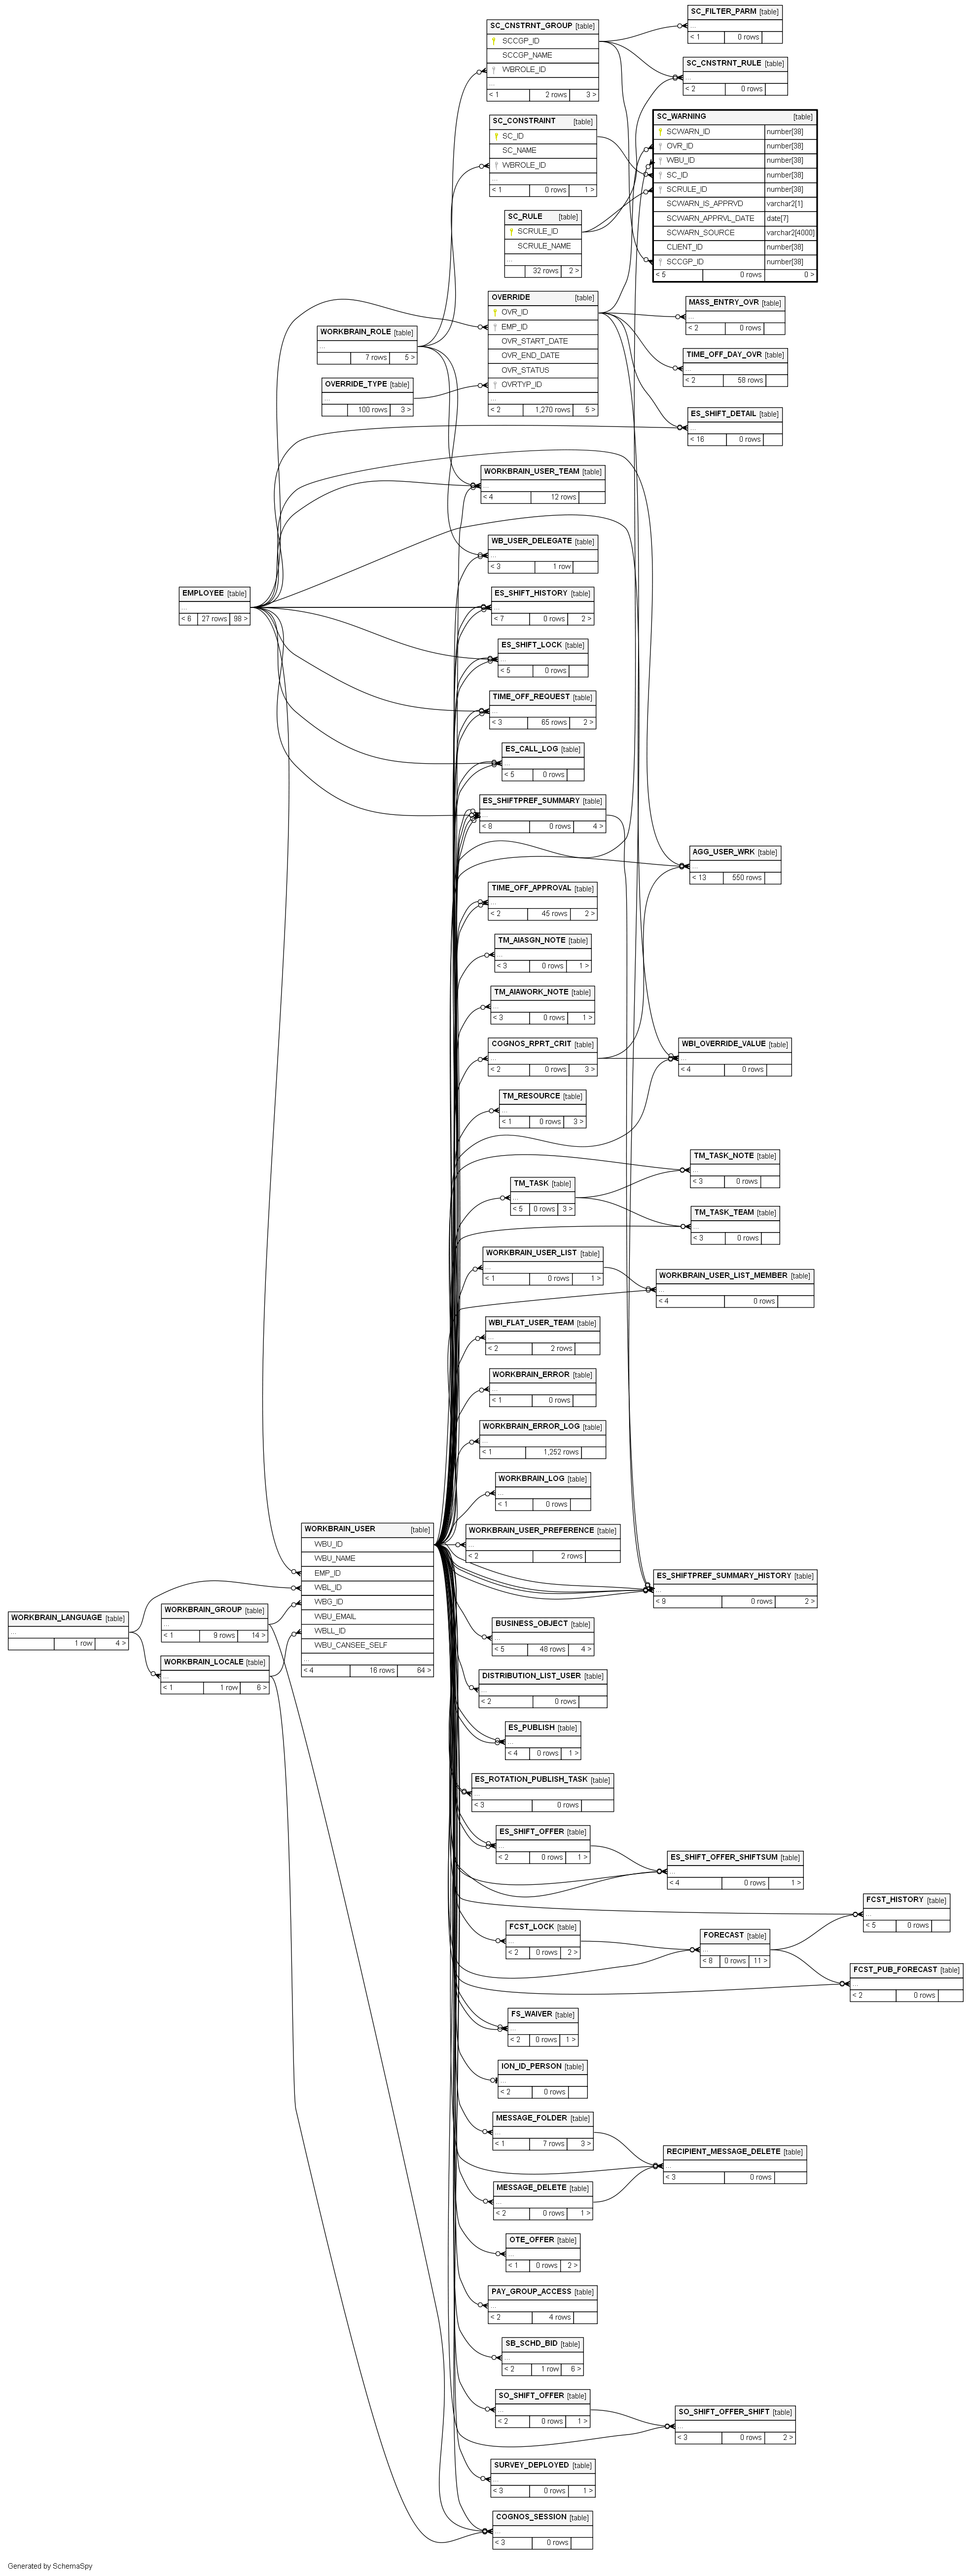 SC_FILTER_PARM [table]
...
< 1 0 rows
SC_CNSTRNT_GROUP [table]
SCCGP_ID
SCCGP_NAME
WBROLE_ID
...
< 1 2 rows 3 >
SC_CNSTRNT_RULE [table]
...
< 2 0 rows
SC_WARNING [table]
SCWARN_ID number[38]
OVR_ID number[38]
WBU_ID number[38]
SC_ID number[38]
SCRULE_ID number[38]
SCWARN_IS_APPRVD varchar2[1]
SCWARN_APPRVL_DATE date[7]
SCWARN_SOURCE varchar2[4000]
CLIENT_ID number[38]
SCCGP_ID number[38]
< 5 0 rows 0 >
SC_CONSTRAINT [table]
SC_ID
SC_NAME
WBROLE_ID
...
< 1 0 rows 1 >
SC_RULE [table]
SCRULE_ID
SCRULE_NAME
...
32 rows 2 >
OVERRIDE [table]
OVR_ID
EMP_ID
OVR_START_DATE
OVR_END_DATE
OVR_STATUS
OVRTYP_ID
...
< 2 1,270 rows 5 >
MASS_ENTRY_OVR [table]
...
< 2 0 rows
WORKBRAIN_ROLE [table]
...
7 rows 5 >
TIME_OFF_DAY_OVR [table]
...
< 2 58 rows
OVERRIDE_TYPE [table]
...
100 rows 3 >
ES_SHIFT_DETAIL [table]
...
< 16 0 rows
WORKBRAIN_USER_TEAM [table]
...
< 4 12 rows
WB_USER_DELEGATE [table]
...
< 3 1 row
EMPLOYEE [table]
...
< 6 27 rows 98 >
ES_SHIFT_HISTORY [table]
...
< 7 0 rows 2 >
ES_SHIFT_LOCK [table]
...
< 5 0 rows
TIME_OFF_REQUEST [table]
...
< 3 65 rows 2 >
ES_CALL_LOG [table]
...
< 5 0 rows
ES_SHIFTPREF_SUMMARY [table]
...
< 8 0 rows 4 >
AGG_USER_WRK [table]
...
< 13 550 rows
TIME_OFF_APPROVAL [table]
...
< 2 45 rows 2 >
TM_AIASGN_NOTE [table]
...
< 3 0 rows 1 >
TM_AIAWORK_NOTE [table]
...
< 3 0 rows 1 >
COGNOS_RPRT_CRIT [table]
...
< 2 0 rows 3 >
WBI_OVERRIDE_VALUE [table]
...
< 4 0 rows
TM_RESOURCE [table]
...
< 1 0 rows 3 >
TM_TASK_NOTE [table]
...
< 3 0 rows
TM_TASK [table]
...
< 5 0 rows 3 >
TM_TASK_TEAM [table]
...
< 3 0 rows
WORKBRAIN_USER_LIST [table]
...
< 1 0 rows 1 >
WORKBRAIN_USER_LIST_MEMBER [table]
...
< 4 0 rows
WBI_FLAT_USER_TEAM [table]
...
< 2 2 rows
WORKBRAIN_ERROR [table]
...
< 1 0 rows
WORKBRAIN_ERROR_LOG [table]
...
< 1 1,252 rows
WORKBRAIN_LOG [table]
...
< 1 0 rows
WORKBRAIN_USER [table]
WBU_ID
WBU_NAME
EMP_ID
WBL_ID
WBG_ID
WBU_EMAIL
WBLL_ID
WBU_CANSEE_SELF
...
< 4 16 rows 64 >
WORKBRAIN_USER_PREFERENCE [table]
...
< 2 2 rows
ES_SHIFTPREF_SUMMARY_HISTORY [table]
...
< 9 0 rows 2 >
WORKBRAIN_LANGUAGE [table]
...
1 row 4 >
WORKBRAIN_GROUP [table]
...
< 1 9 rows 14 >
WORKBRAIN_LOCALE [table]
...
< 1 1 row 6 >
BUSINESS_OBJECT [table]
...
< 5 48 rows 4 >
DISTRIBUTION_LIST_USER [table]
...
< 2 0 rows
ES_PUBLISH [table]
...
< 4 0 rows 1 >
ES_ROTATION_PUBLISH_TASK [table]
...
< 3 0 rows
ES_SHIFT_OFFER [table]
...
< 2 0 rows 1 >
ES_SHIFT_OFFER_SHIFTSUM [table]
...
< 4 0 rows 1 >
FCST_HISTORY [table]
...
< 5 0 rows
FCST_LOCK [table]
...
< 2 0 rows 2 >
FORECAST [table]
...
< 8 0 rows 11 >
FCST_PUB_FORECAST [table]
...
< 2 0 rows
FS_WAIVER [table]
...
< 2 0 rows 1 >
ION_ID_PERSON [table]
...
< 2 0 rows
MESSAGE_FOLDER [table]
...
< 1 7 rows 3 >
RECIPIENT_MESSAGE_DELETE [table]
...
< 3 0 rows
MESSAGE_DELETE [table]
...
< 2 0 rows 1 >
OTE_OFFER [table]
...
< 1 0 rows 2 >
PAY_GROUP_ACCESS [table]
...
< 2 4 rows
SB_SCHD_BID [table]
...
< 2 1 row 6 >
SO_SHIFT_OFFER [table]
...
< 2 0 rows 1 >
SO_SHIFT_OFFER_SHIFT [table]
...
< 3 0 rows 2 >
SURVEY_DEPLOYED [table]
...
< 3 0 rows 1 >
COGNOS_SESSION [table]
...
< 3 0 rows
Generated by SchemaSpy